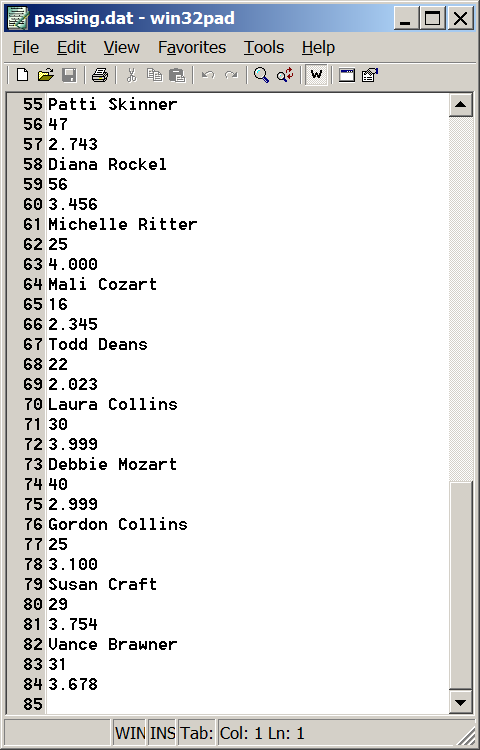 passing.dat - win32pad
File Edit View Favorites Tools Help
W
55 Patti Skinner
56 47
57 2.743
58 Diana Rockel
59 56
60 3.456
61 Michelle Ritter
62 25
63 4.000
64 Mali Cozart
65 16
66 2.345
67 Todd Deans
68 22
69 2.023
70 Laura Collins
71 30
72 3.999
73 Debbie Mozart
74 40
75 2.999
76 Gordon Collins
77 25
78 3.100
79 Susan Craft
80 29
81 3.754
82 Vance Brawner
83 31
84 3.678
85
WIN INS Tab: Col: 1 Ln: 1